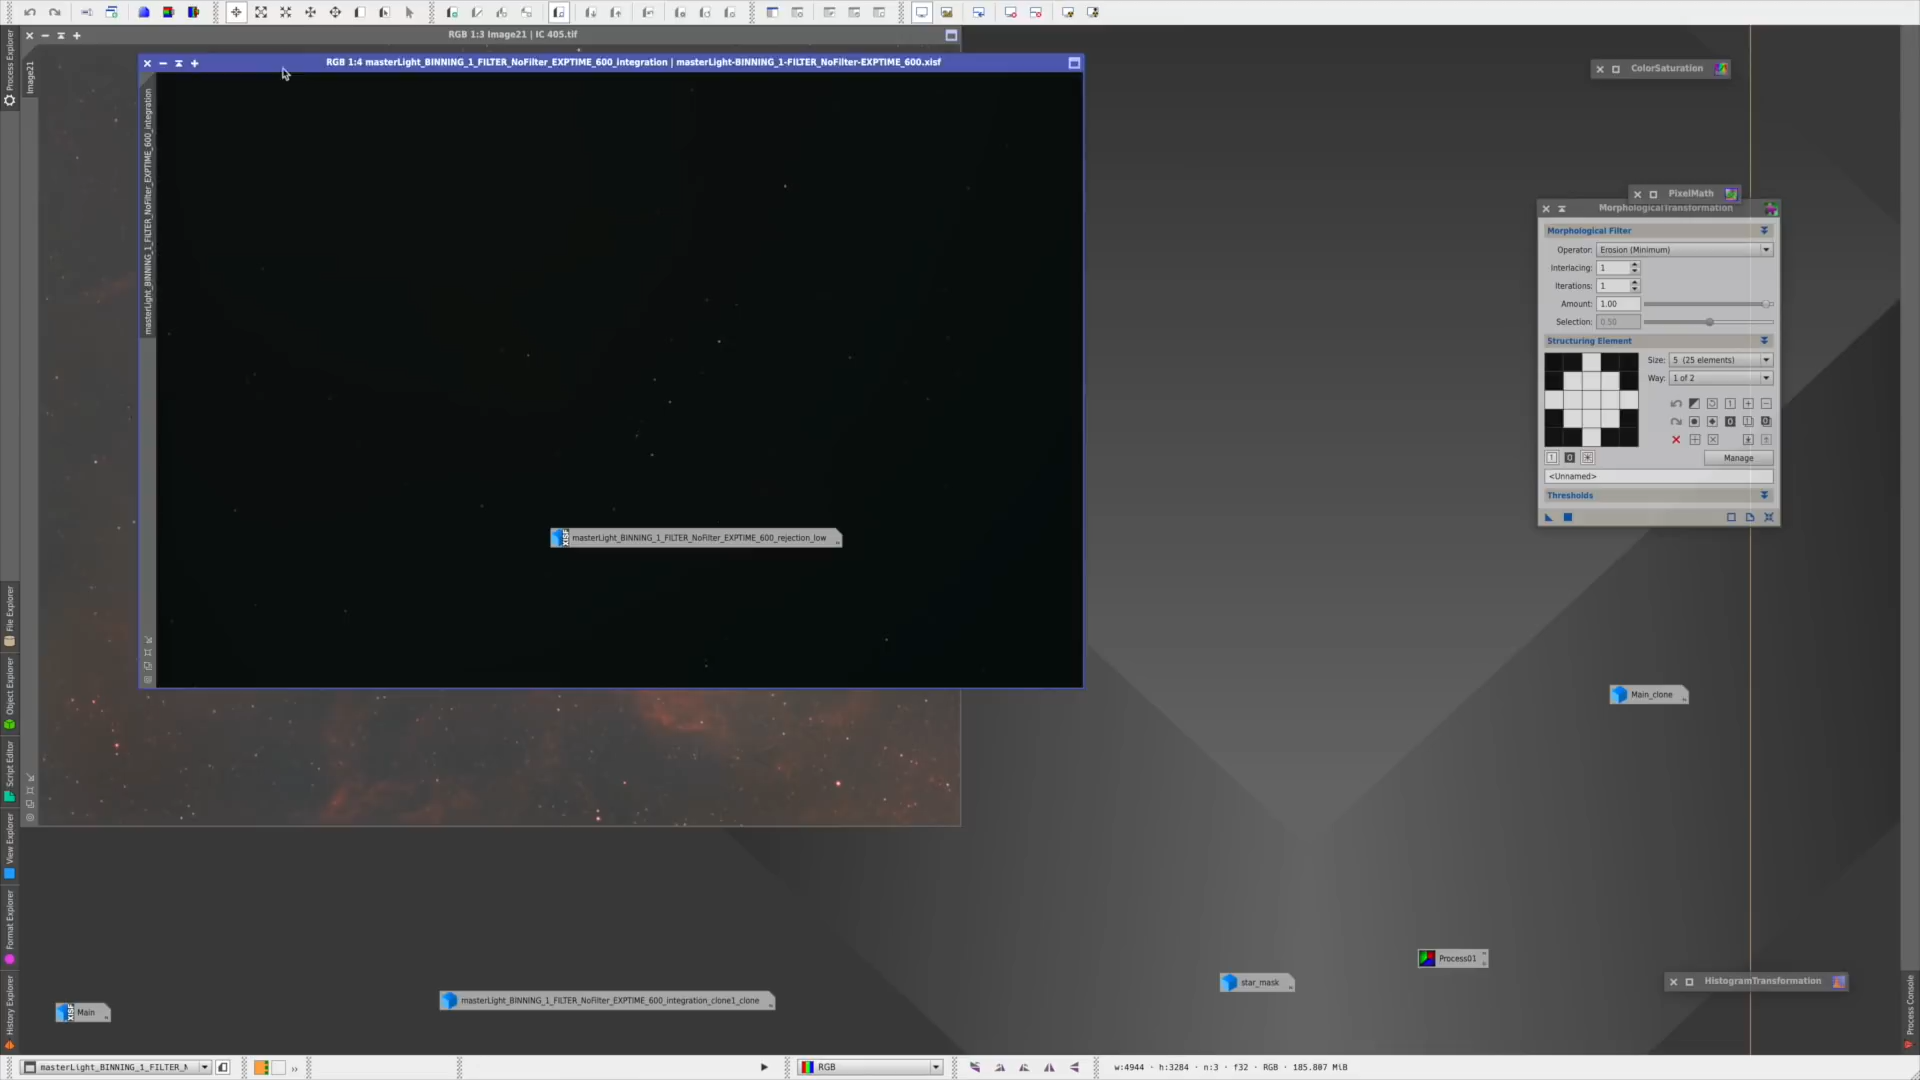 RGB 1:3 Image21 | IC 405.tif
RGB 1:4 masterLight_BINNING_1_FILTER_NoFilter_EXPTIME_600_integration | masterLight-BINNING_1-FILTER_NoFilter-EXPTIME_600.xisf
Process Explorer
Image21
masterLight_BINNING_1_FILTER_NoFilter_EXPTIME_600_integration
ColorSaturation
PixelMath
MorphologicalTransformation
Morphological Filter
Operator: Erosion (Minimum)
Interlacing: 1
Iterations: 1
Amount: 1.00
Selection: 0.50
Structuring Element
Size: 5 (25 elements)
Way: 1 of 2
Manage
<Unnamed>
Thresholds
XISF masterLight_BINNING_1_FILTER_NoFilter_EXPTIME_600_rejection_low
File Explorer
Object Explorer
Script Editor
View Explorer
Format Explorer
History Explorer
Main_clone
Process01
star_mask
HistogramTransformation
Process Console
masterLight_BINNING_1_FILTER_NoFilter_EXPTIME_600_integration_clone1_clone
XISF Main
masterLight_BINNING_1_FILTER_N
RGB
w:4944 · h:3284 · n:3 · f32 · RGB · 185.807 MiB